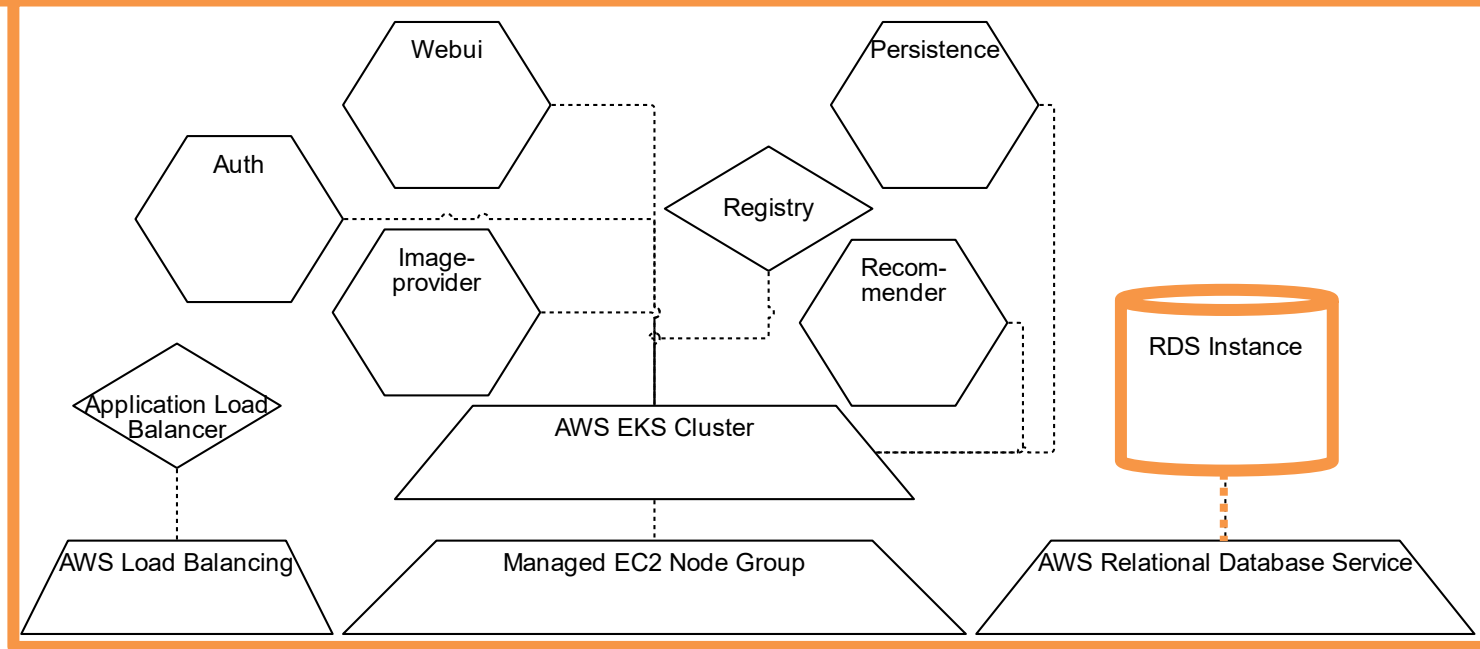 Webui
Persistence
Auth
Registry
Image-
provider
Recom-
mender
RDS Instance
Application Load
Balancer
AWS EKS Cluster
AWS Load Balancing
Managed EC2 Node Group
AWS Relational Database Service